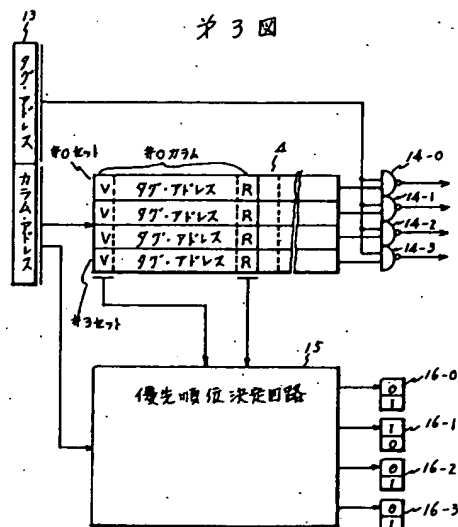 第3図
13
タグ・アドレス
カラム・アドレス
#0セット
#0カラム
4
V タグ・アドレス R
V タグ・アドレス R
V タグ・アドレス R
V タグ・アドレス R
#3セット
14-0
14-1
14-2
14-3
15
優先順位決定回路
16-0
0
1
16-1
1
0
16-2
0
1
16-3
0
1